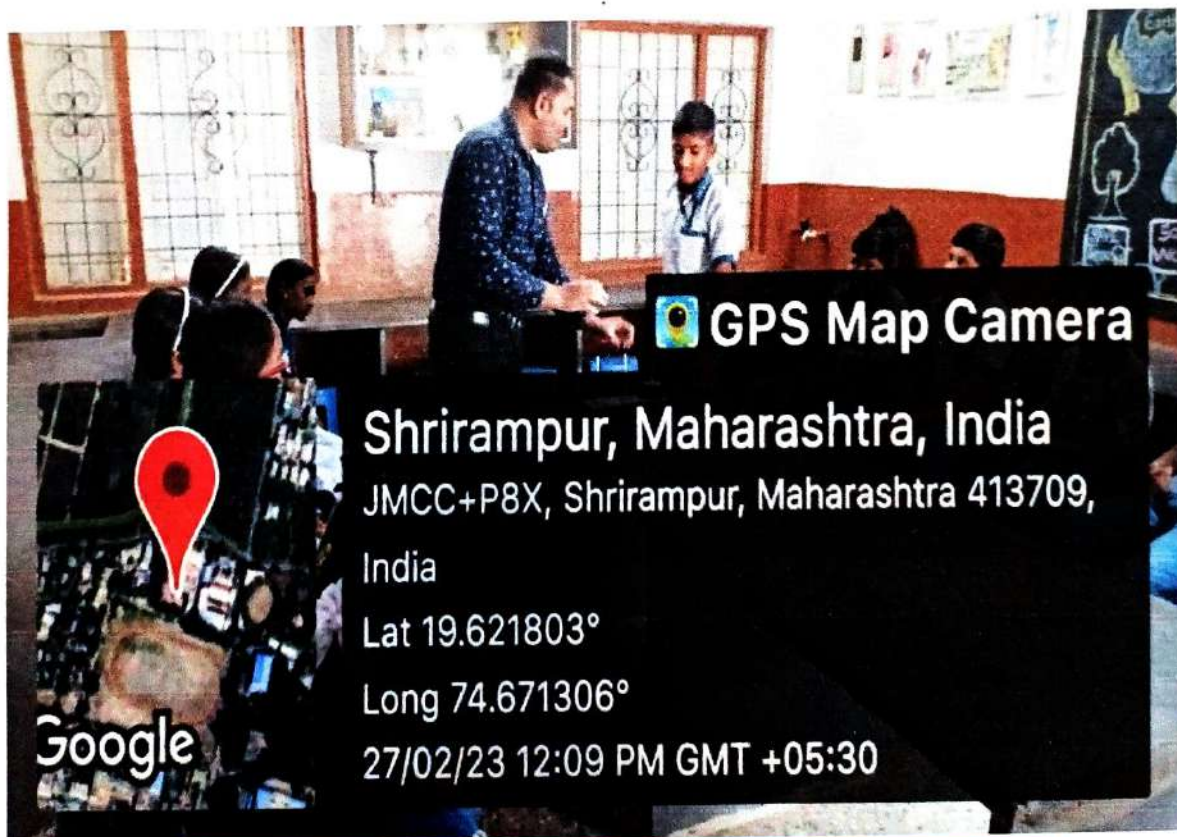 GPS Map Camera
Shrirampur, Maharashtra, India
JMCC+P8X, Shrirampur, Maharashtra 413709,
India
Lat 19.621803°
Long 74.671306°
27/02/23 12:09 PM GMT +05:30
Google